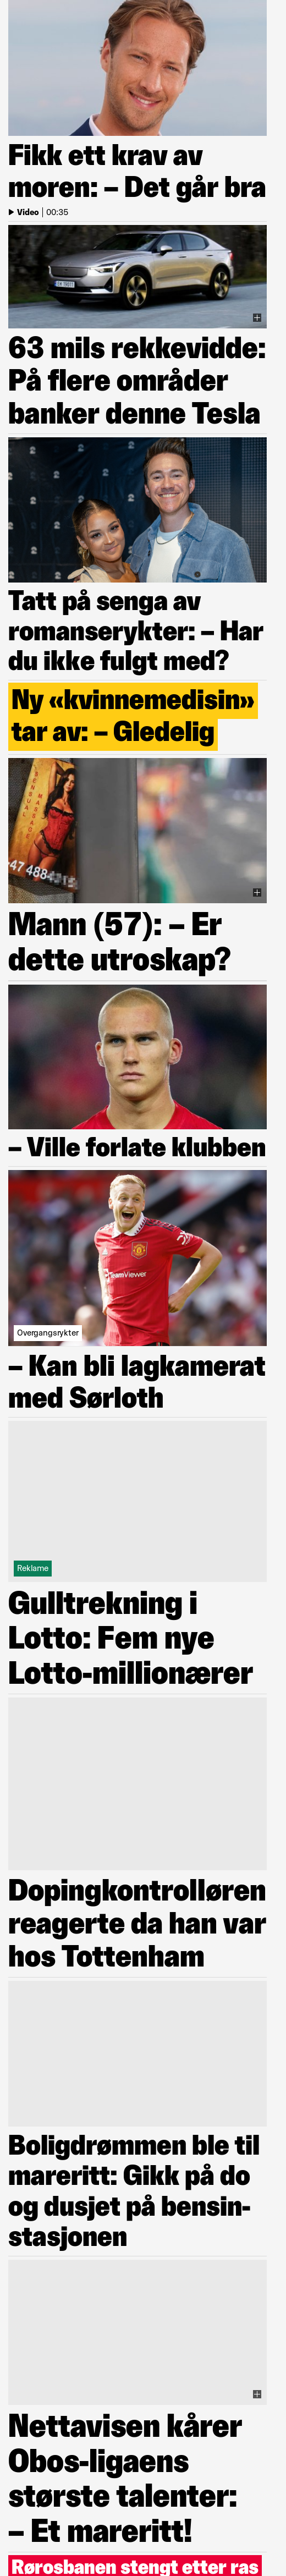 Fikk ett krav av
moren: – Det går bra
Video | 00:35
63 mils rekkevidde:
På flere områder
banker denne Tesla
Tatt på senga av
romanserykter: – Har
du ikke fulgt med?
Ny «kvinnemedisin»
tar av: – Gledelig
Mann (57): – Er
dette utroskap?
– Ville forlate klubben
TeamViewer
Overgangsrykter
– Kan bli lagkamerat
med Sørloth
Reklame
Gulltrekning i
Lotto: Fem nye
Lotto-millionærer
Dopingkontrolløren
reagerte da han var
hos Tottenham
Boligdrømmen ble til
mareritt: Gikk på do
og dusjet på bensin-
stasjonen
Nettavisen kårer
Obos-ligaens
største talenter:
– Et mareritt!
Rørosbanen stengt etter ras